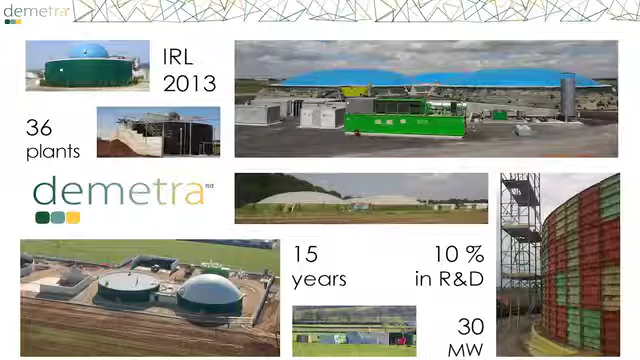 demetra
IRL
2013
36
plants
demetra
15
years
10 %
in R&D
30
MW